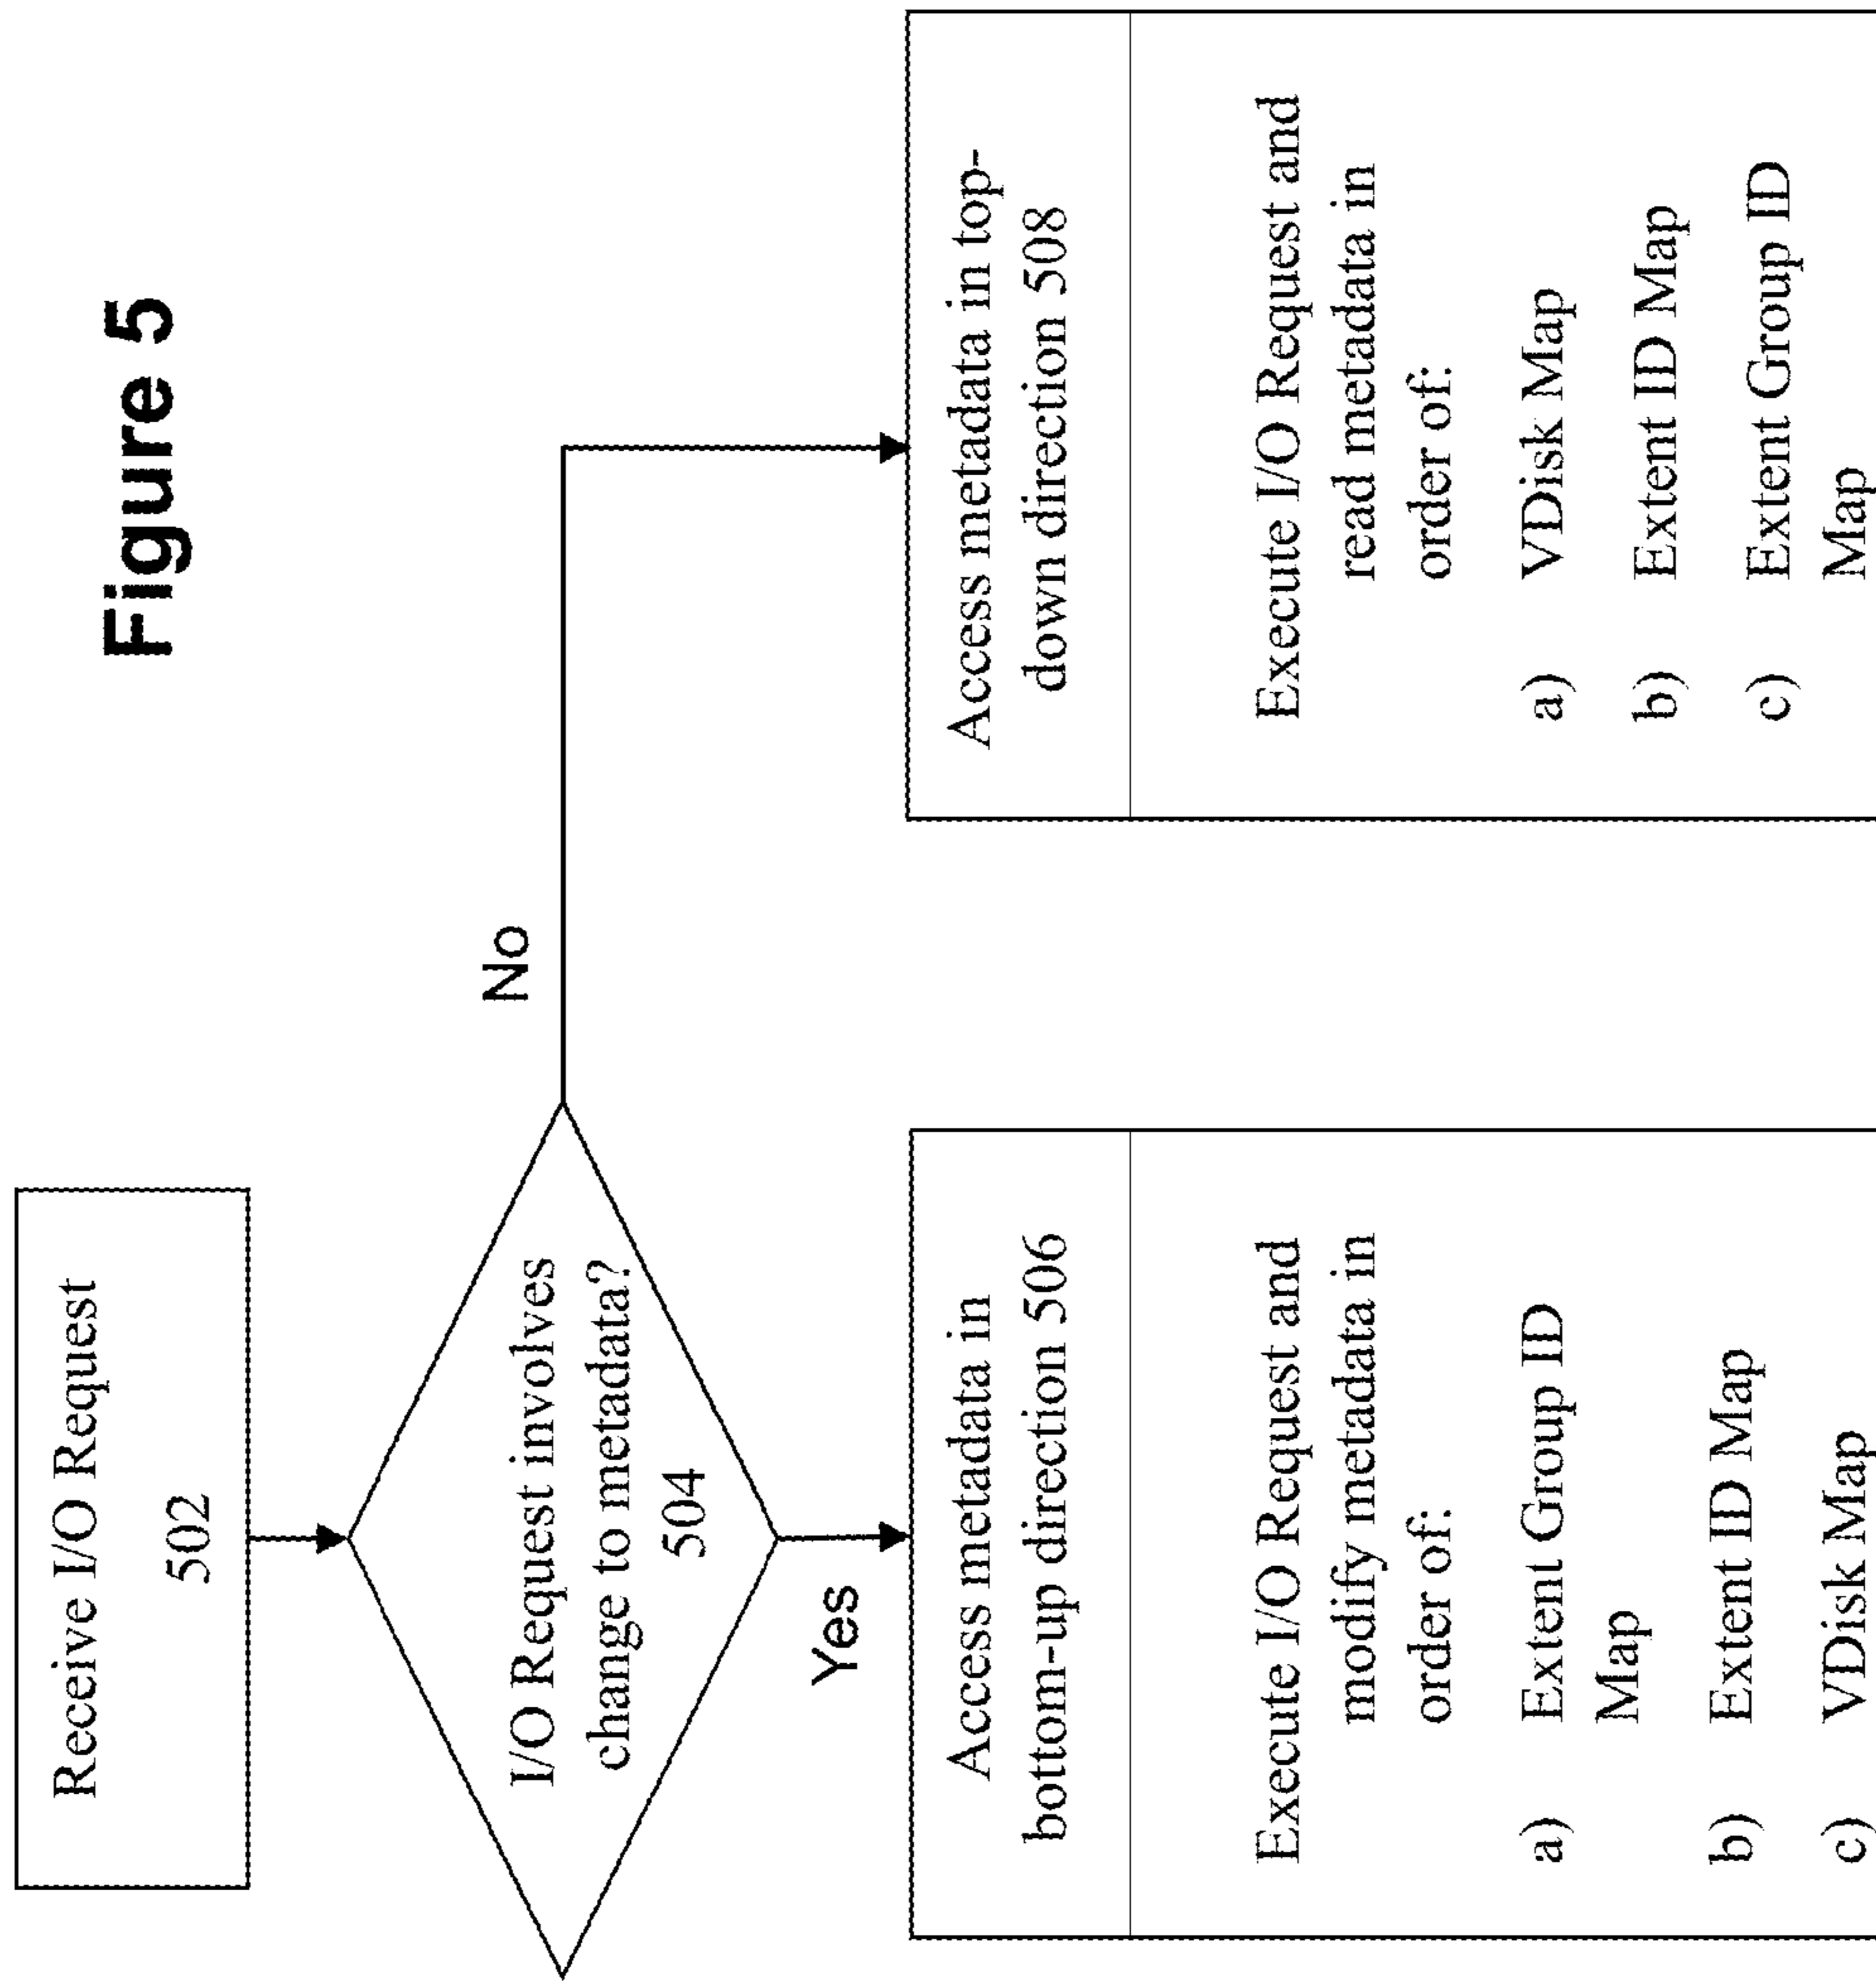 Figure 5
Receive I/O Request
502
I/O Request involves
change to metadata?
504
No
Yes
Access metadata in
bottom-up direction 506
Execute I/O Request and
modify metadata in
order of:
a) Extent Group ID
Map
b) Extent ID Map
c) VDisk Map
Access metadata in top-
down direction 508
Execute I/O Request and
read metadata in
order of:
a) VDisk Map
b) Extent ID Map
c) Extent Group ID
Map